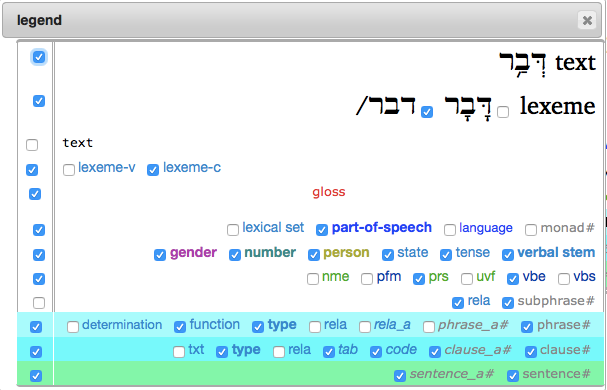 legend
דְּבַ֥ר text
דבר/ דָּבָר lexeme
text
lexeme-v lexeme-c
gloss
lexical set part-of-speech language monad#
gender number person state tense verbal stem
nme pfm prs uvf vbe vbs
rela subphrase#
determination function type rela rela_a phrase_a# phrase#
txt type rela tab code clause_a# clause#
sentence_a# sentence#